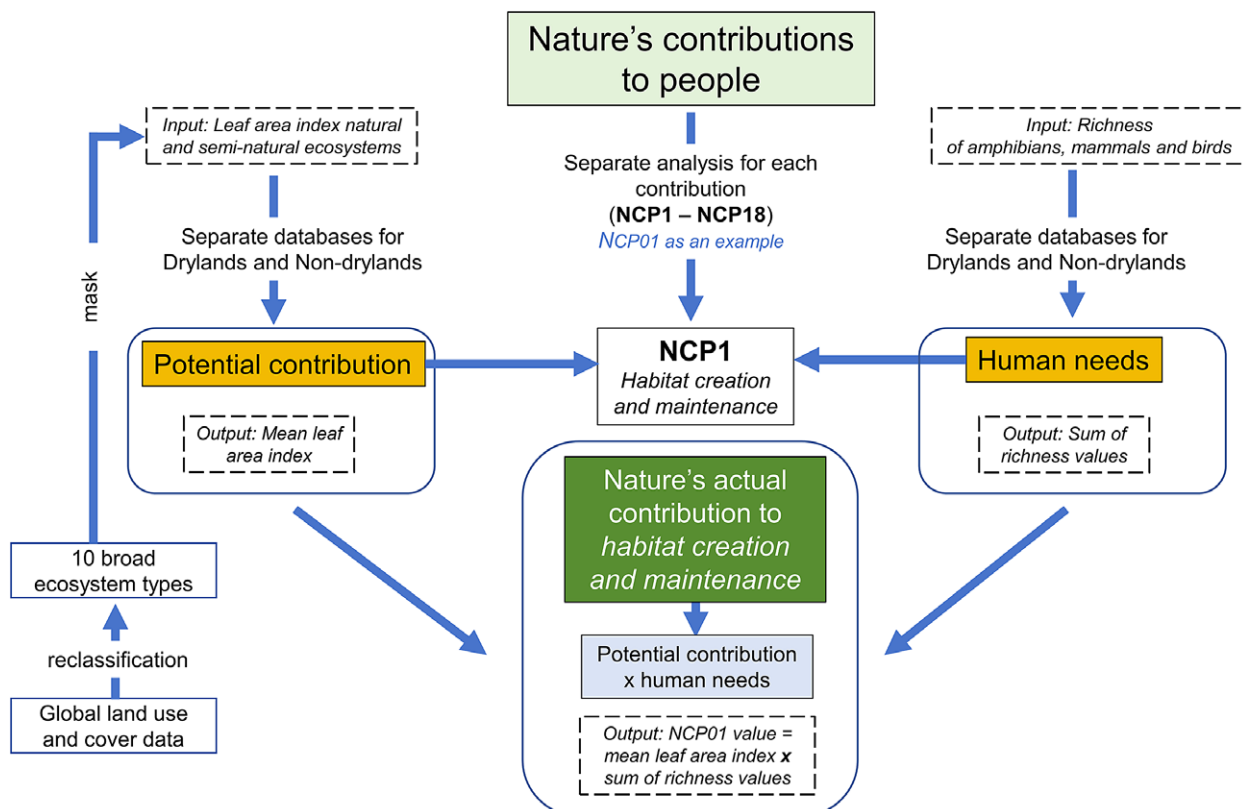 Nature's contributions
to people
Input: Leaf area index natural
and semi-natural ecosystems
Separate analysis for each
contribution
(NCP1 – NCP18)
NCP01 as an example
Input: Richness
of amphibians, mammals and birds
Separate databases for
Drylands and Non-drylands
Separate databases for
Drylands and Non-drylands
mask
Potential contribution
NCP1
Habitat creation
and maintenance
Human needs
Output: Mean leaf
area index
Output: Sum of
richness values
Nature's actual
contribution to
habitat creation
and maintenance
10 broad
ecosystem types
reclassification
Global land use
and cover data
Potential contribution
x human needs
Output: NCP01 value =
mean leaf area index x
sum of richness values